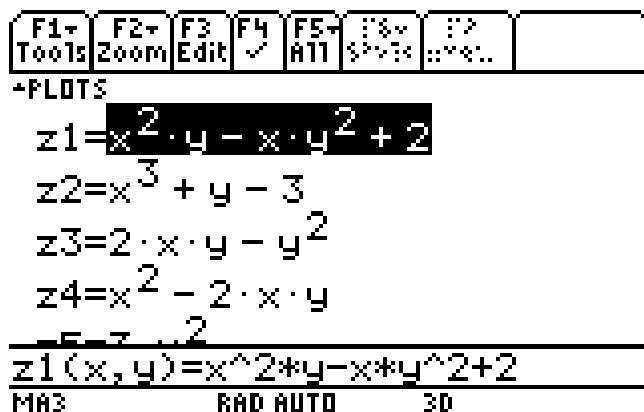 F1 F2 F3 F4 F5
Tools Zoom Edit ✓ All
PLOTS
z1=x²·y − x·y² + 2
z2=x³ + y − 3
z3=2·x·y − y²
z4=x² − 2·x·y
z1(x,y)=x^2*y-x*y^2+2
MA3 RAD AUTO 3D